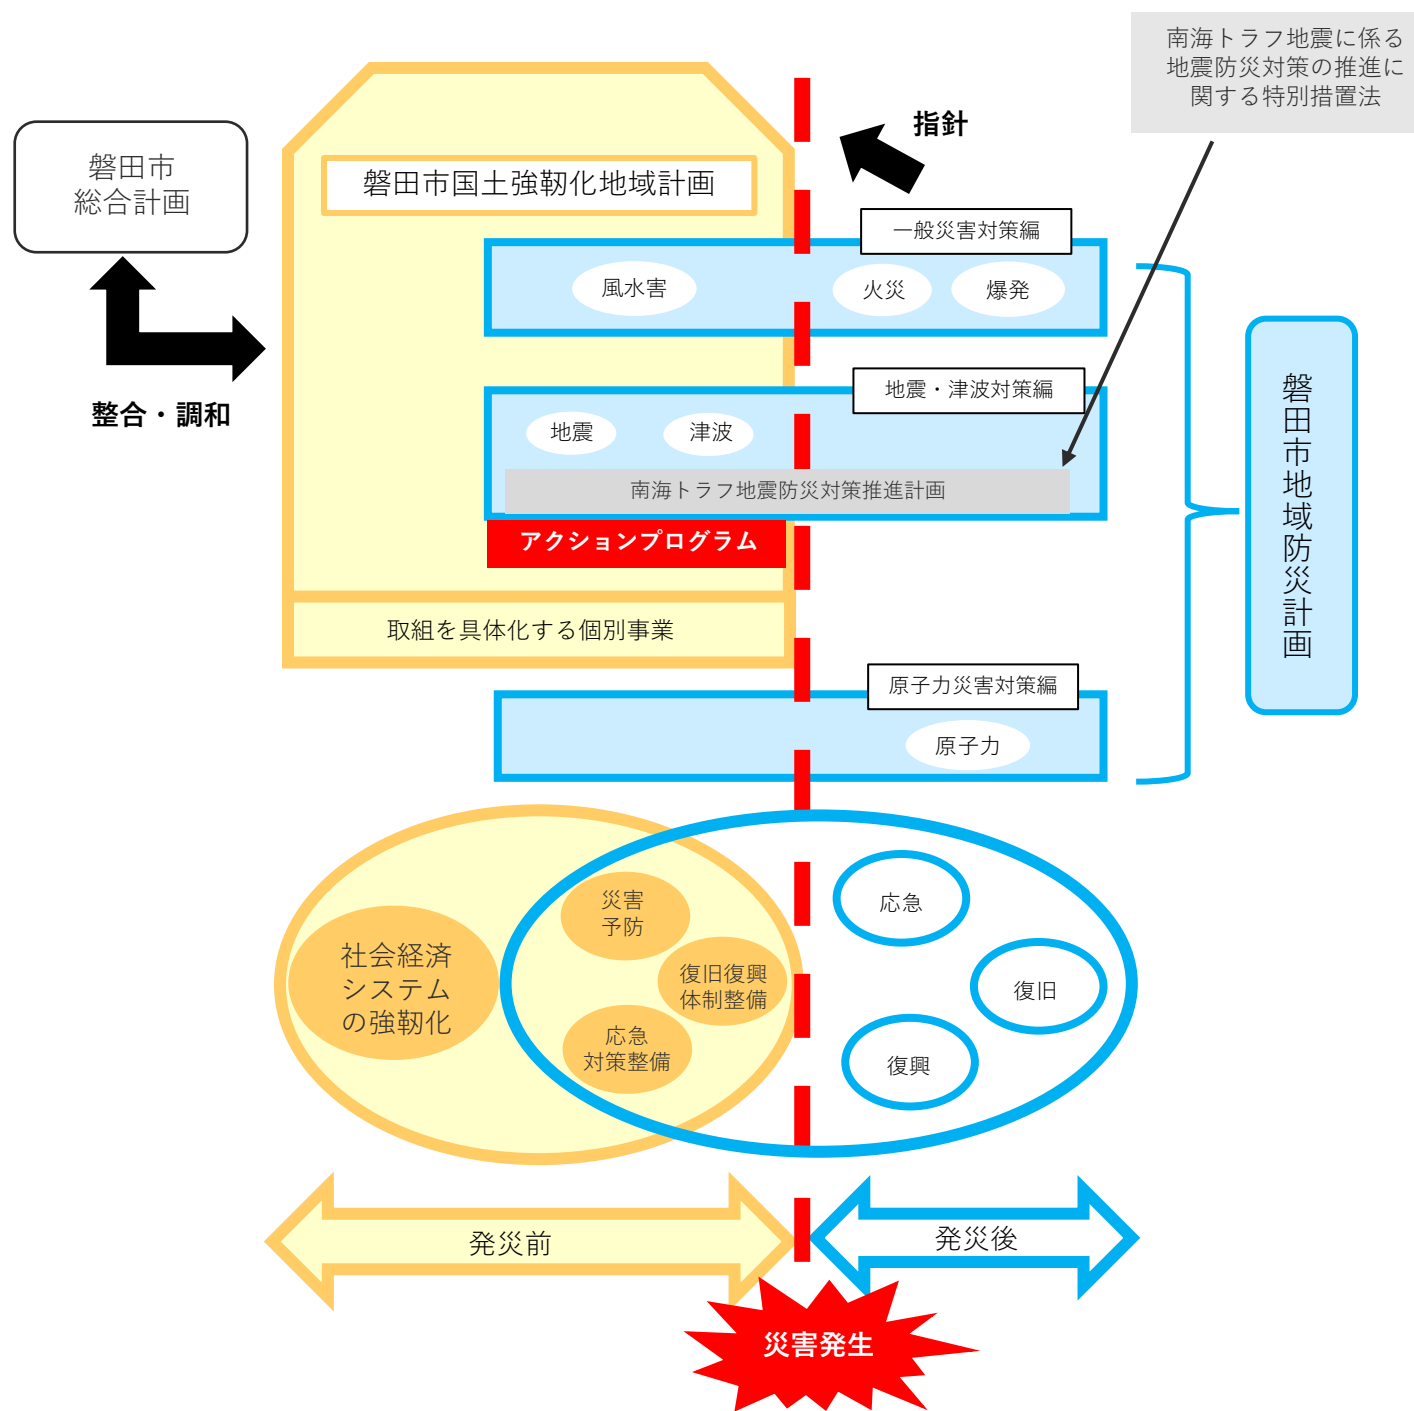 南海トラフ地震に係る
地震防災対策の推進に
関する特別措置法
指針
磐田市
総合計画
磐田市国土強靭化地域計画
一般災害対策編
風水害
火災
爆発
整合・調和
地震・津波対策編
地震
津波
南海トラフ地震防災対策推進計画
アクションプログラム
磐田市地域防災計画
取組を具体化する個別事業
原子力災害対策編
原子力
社会経済
システム
の強靭化
災害
予防
復旧復興
体制整備
応急
対策整備
応急
復旧
復興
発災前
発災後
災害発生